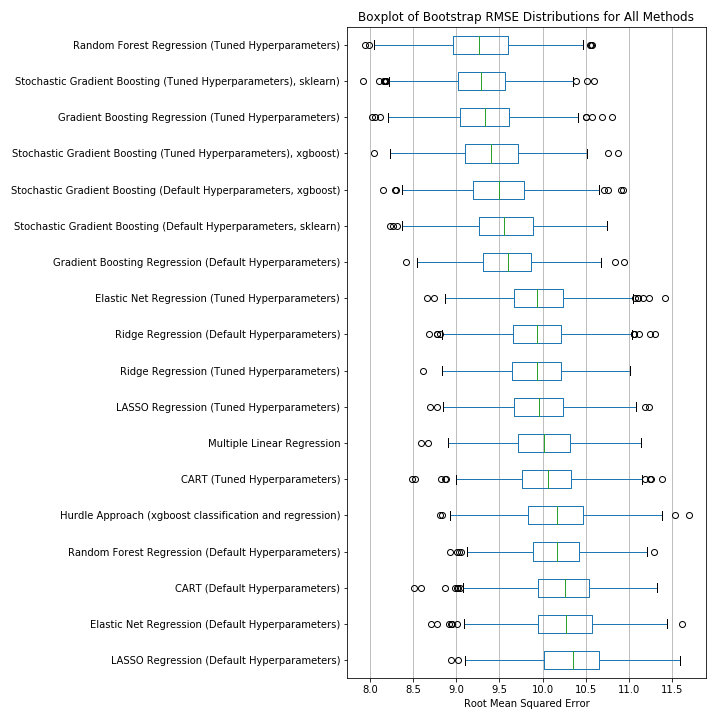 Boxplot of Bootstrap RMSE Distributions for All Methods
Random Forest Regression (Tuned Hyperparameters)
Stochastic Gradient Boosting (Tuned Hyperparameters), sklearn)
Gradient Boosting Regression (Tuned Hyperparameters)
Stochastic Gradient Boosting (Tuned Hyperparameters), xgboost)
Stochastic Gradient Boosting (Default Hyperparameters, xgboost)
Stochastic Gradient Boosting (Default Hyperparameters, sklearn)
Gradient Boosting Regression (Default Hyperparameters)
Elastic Net Regression (Tuned Hyperparameters)
Ridge Regression (Default Hyperparameters)
Ridge Regression (Tuned Hyperparameters)
LASSO Regression (Tuned Hyperparameters)
Multiple Linear Regression
CART (Tuned Hyperparameters)
Hurdle Approach (xgboost classification and regression)
Random Forest Regression (Default Hyperparameters)
CART (Default Hyperparameters)
Elastic Net Regression (Default Hyperparameters)
LASSO Regression (Default Hyperparameters)
8.0 8.5 9.0 9.5 10.0 10.5 11.0 11.5
Root Mean Squared Error